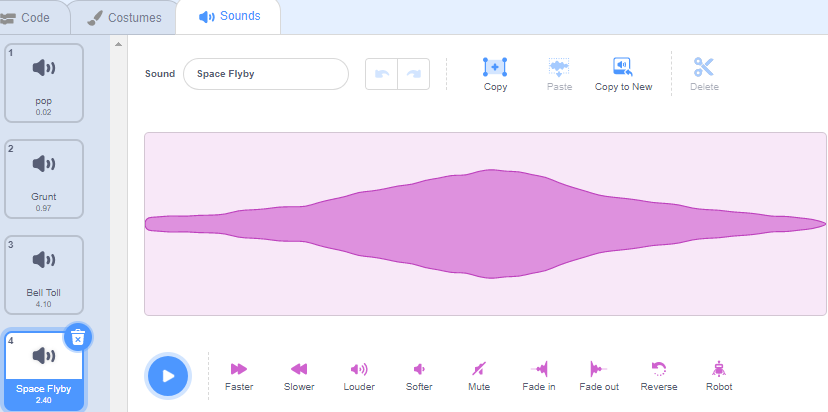 Code Costumes Sounds
1
pop
0.02
2
Grunt
0.97
3
Bell Toll
4.10
4
Space Flyby
2.40
Sound Space Flyby
Copy Paste Copy to New Delete
Faster Slower Louder Softer Mute Fade in Fade out Reverse Robot